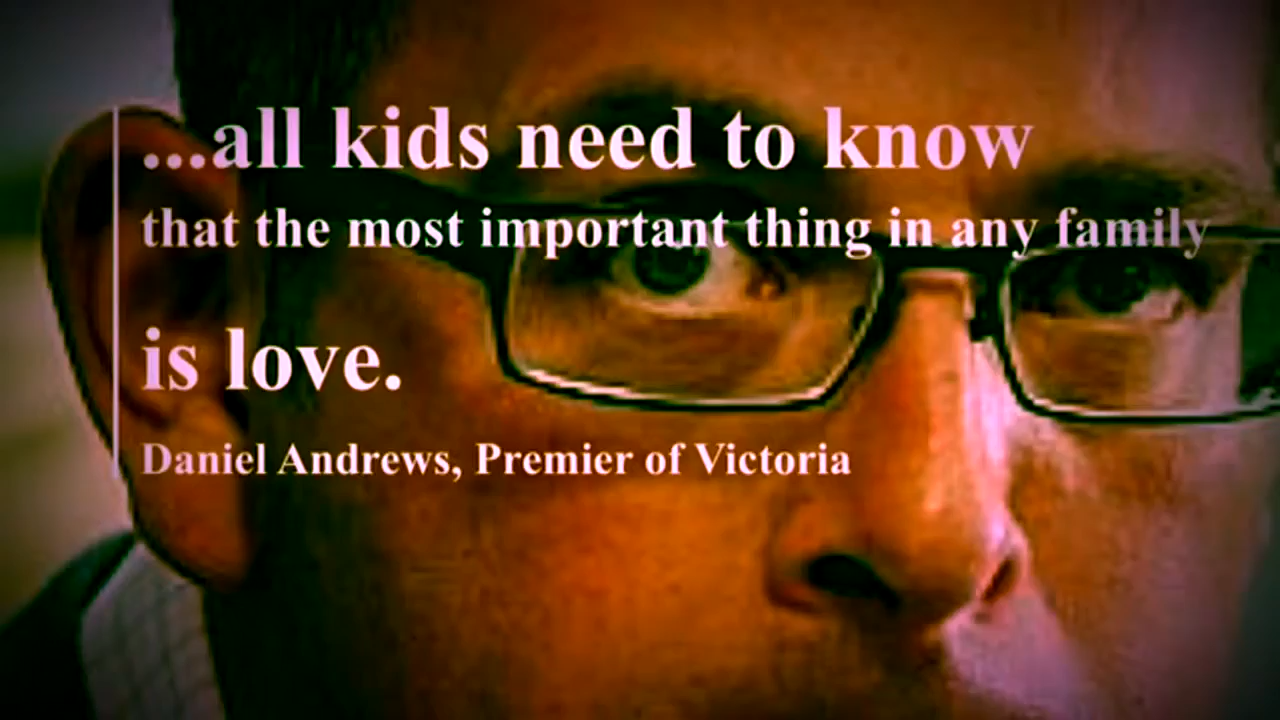 ...all kids need to know
that the most important thing in any family
is love.
Daniel Andrews, Premier of Victoria